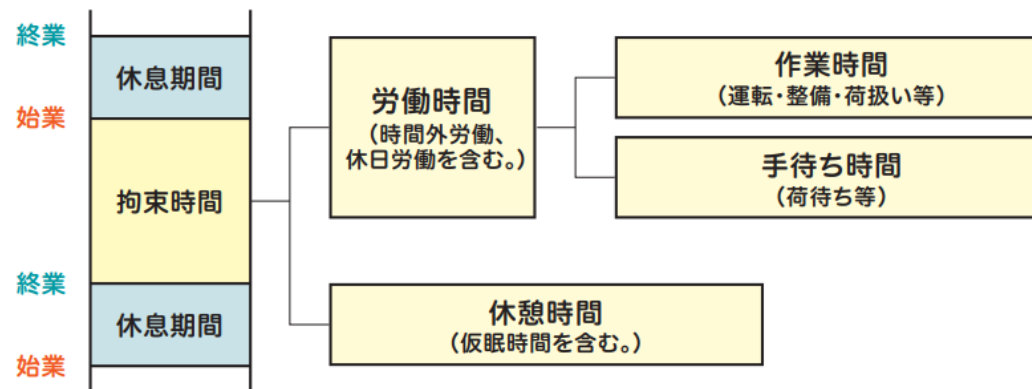 終業
休息期間
始業
拘束時間
終業
休息期間
始業
労働時間
（時間外労働、
休日労働を含む。）
作業時間
（運転・整備・荷扱い等）
手待ち時間
（荷待ち等）
休憩時間
（仮眠時間を含む。）